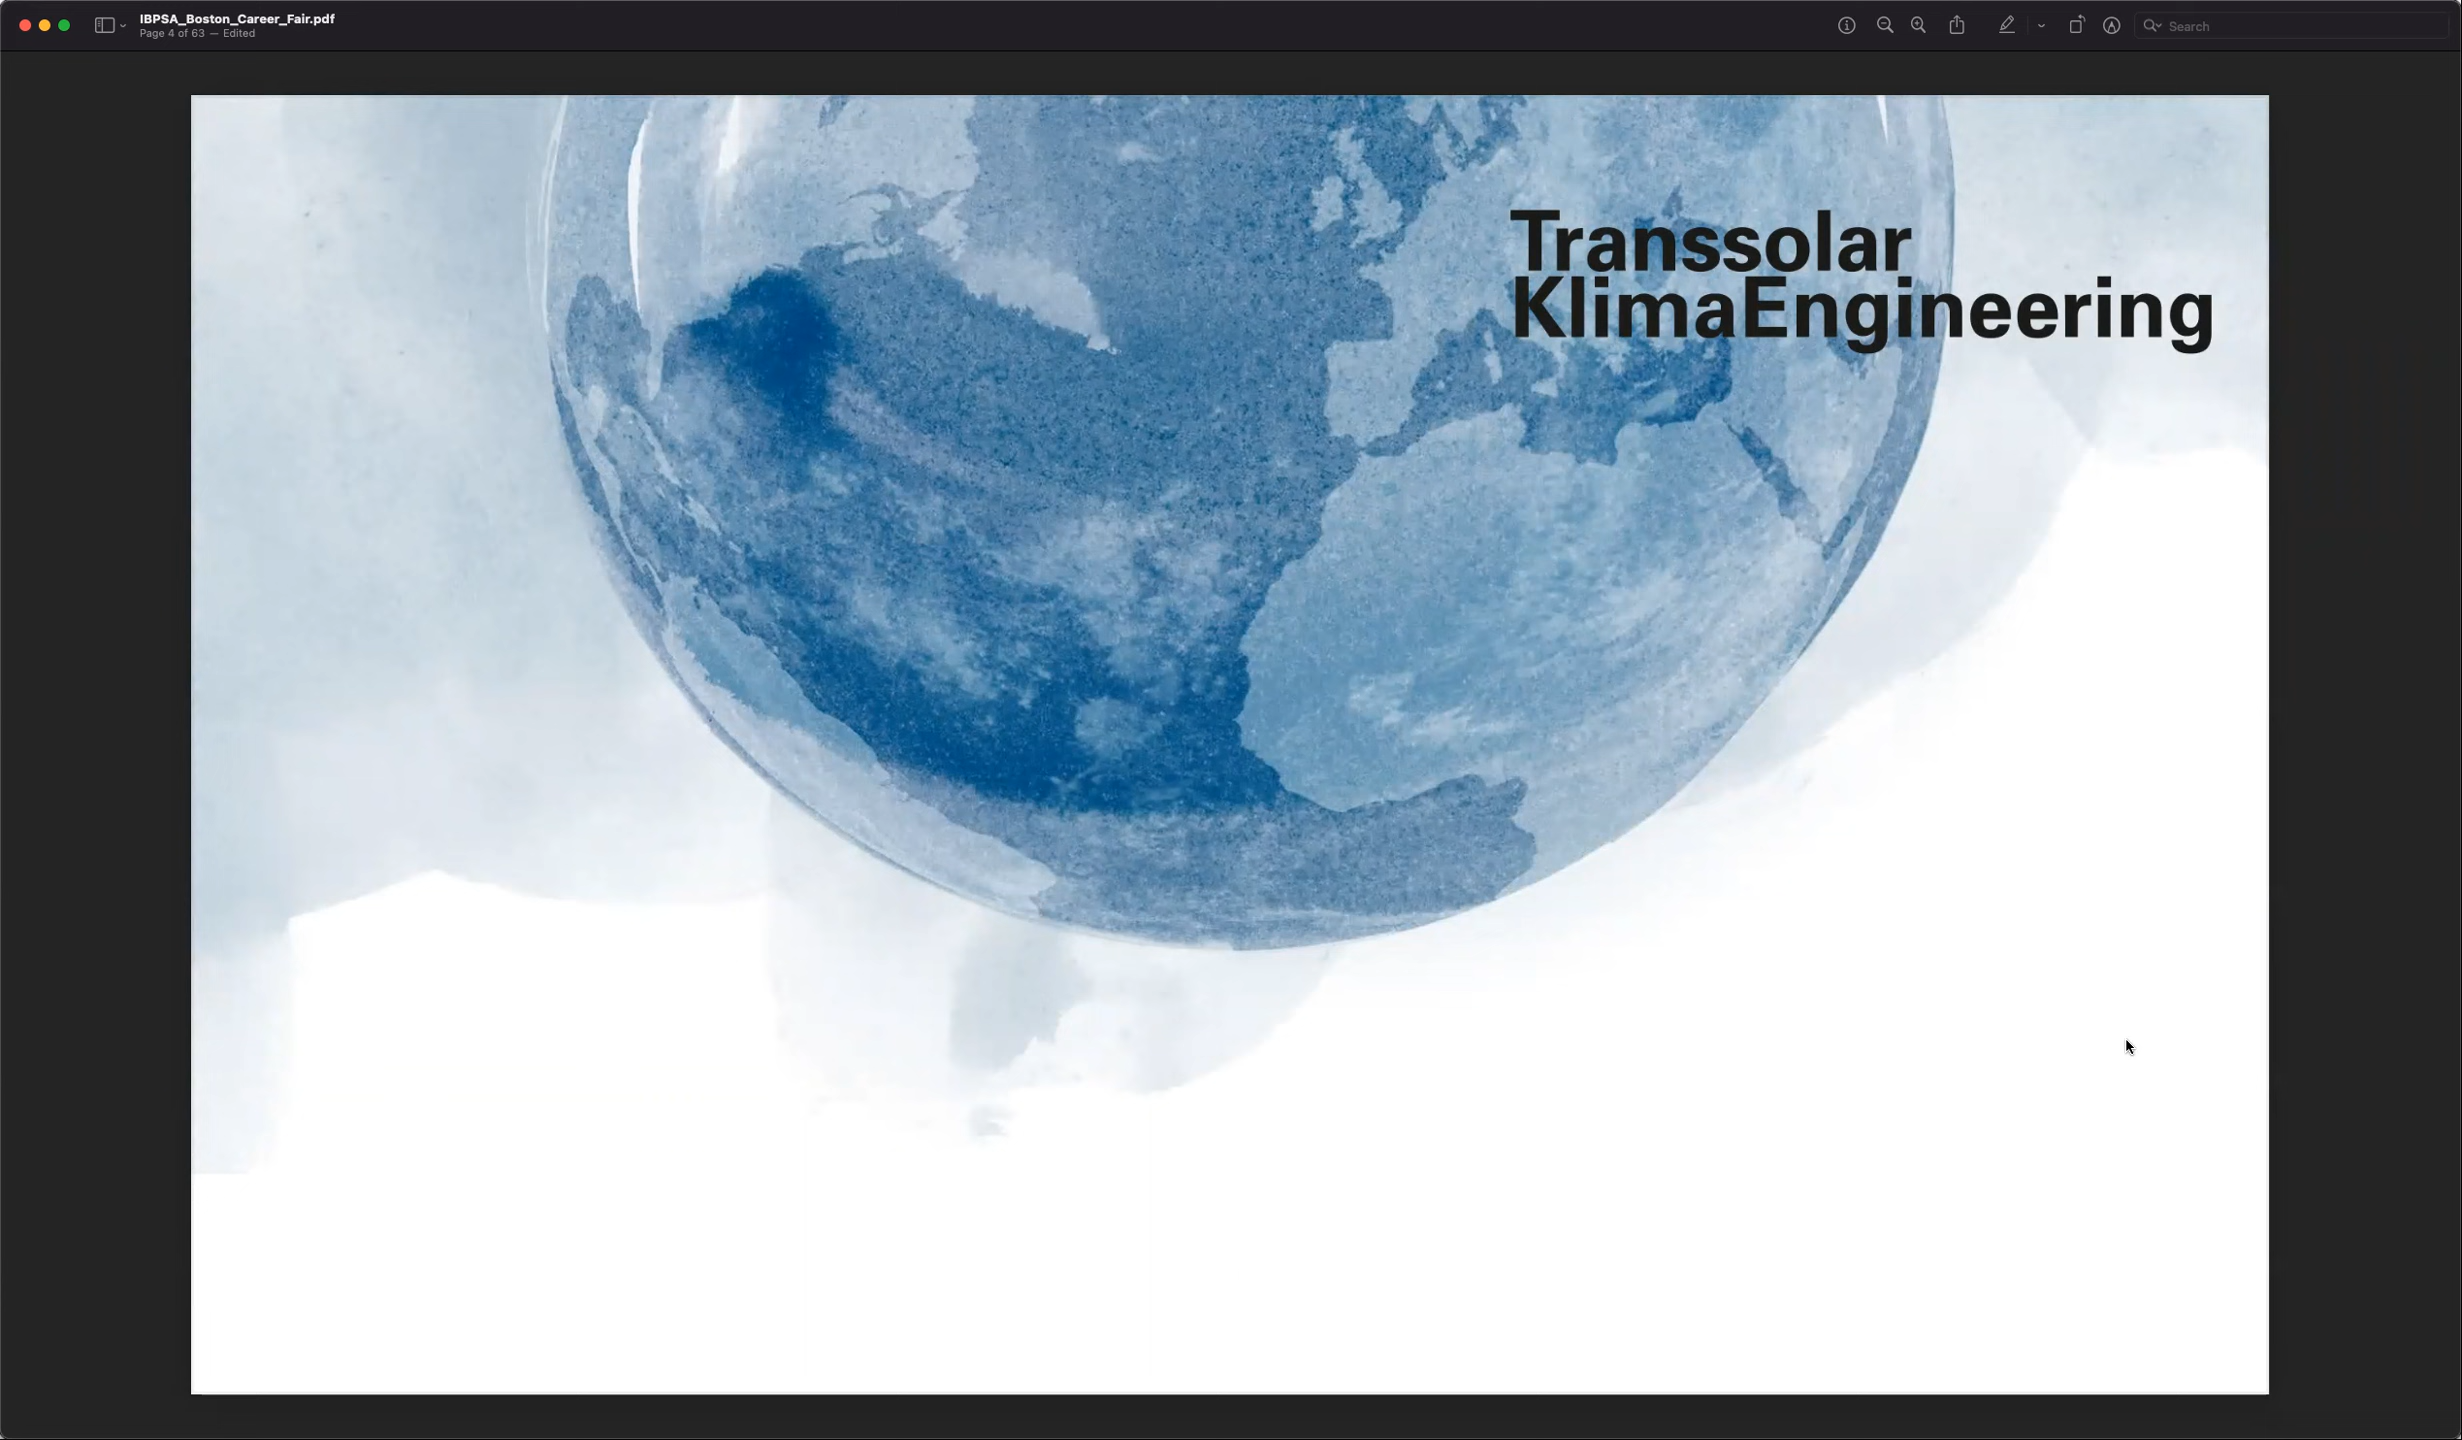 IBPSA_Boston_Career_Fair.pdf
Page 4 of 63 — Edited
Search
Transsolar
KlimaEngineering